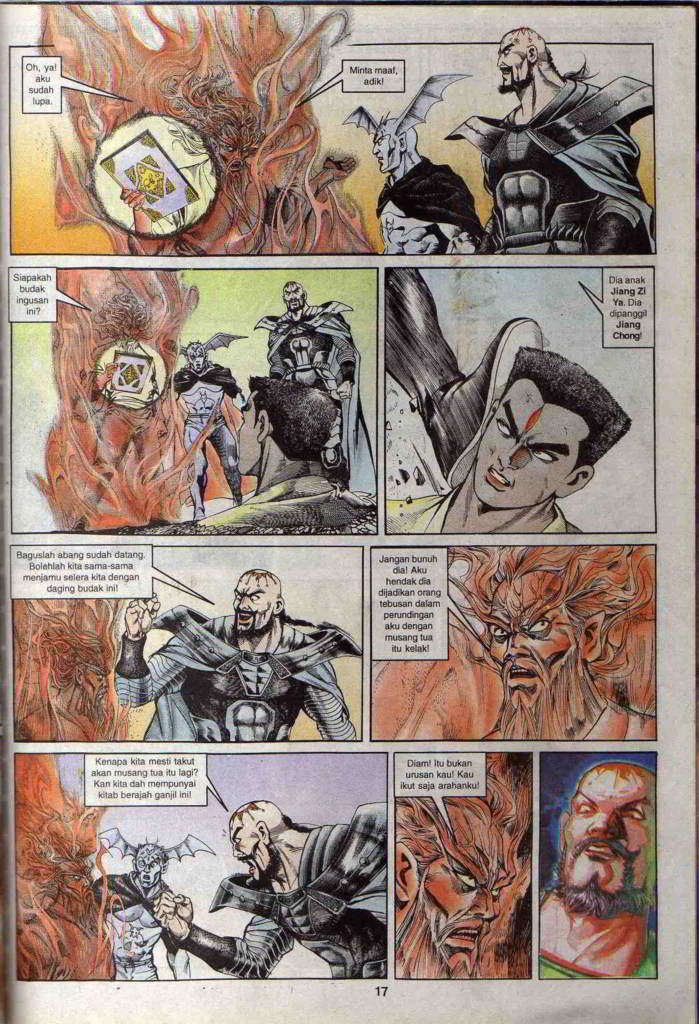 Oh, ya!
aku
sudah
lupa.
Minta maaf,
adik!
Siapakah
budak
ingusan
ini?
Dia anak
Jiang Zi
Ya. Dia
dipanggil
Jiang
Chong!
Baguslah abang sudah datang.
Bolehlah kita sama-sama
menjamu selera kita dengan
daging budak ini!
Jangan bunuh
dia! Aku
hendak dia
dijadikan orang
tebusan dalam
perundingan
aku dengan
musang tua
itu kelak!
Kenapa kita mesti takut
akan musang tua itu lagi?
Kan kita dah mempunyai
kitab berajah ganjil ini!
Diam! Itu bukan
urusan kau! Kau
ikut saja arahanku!
17